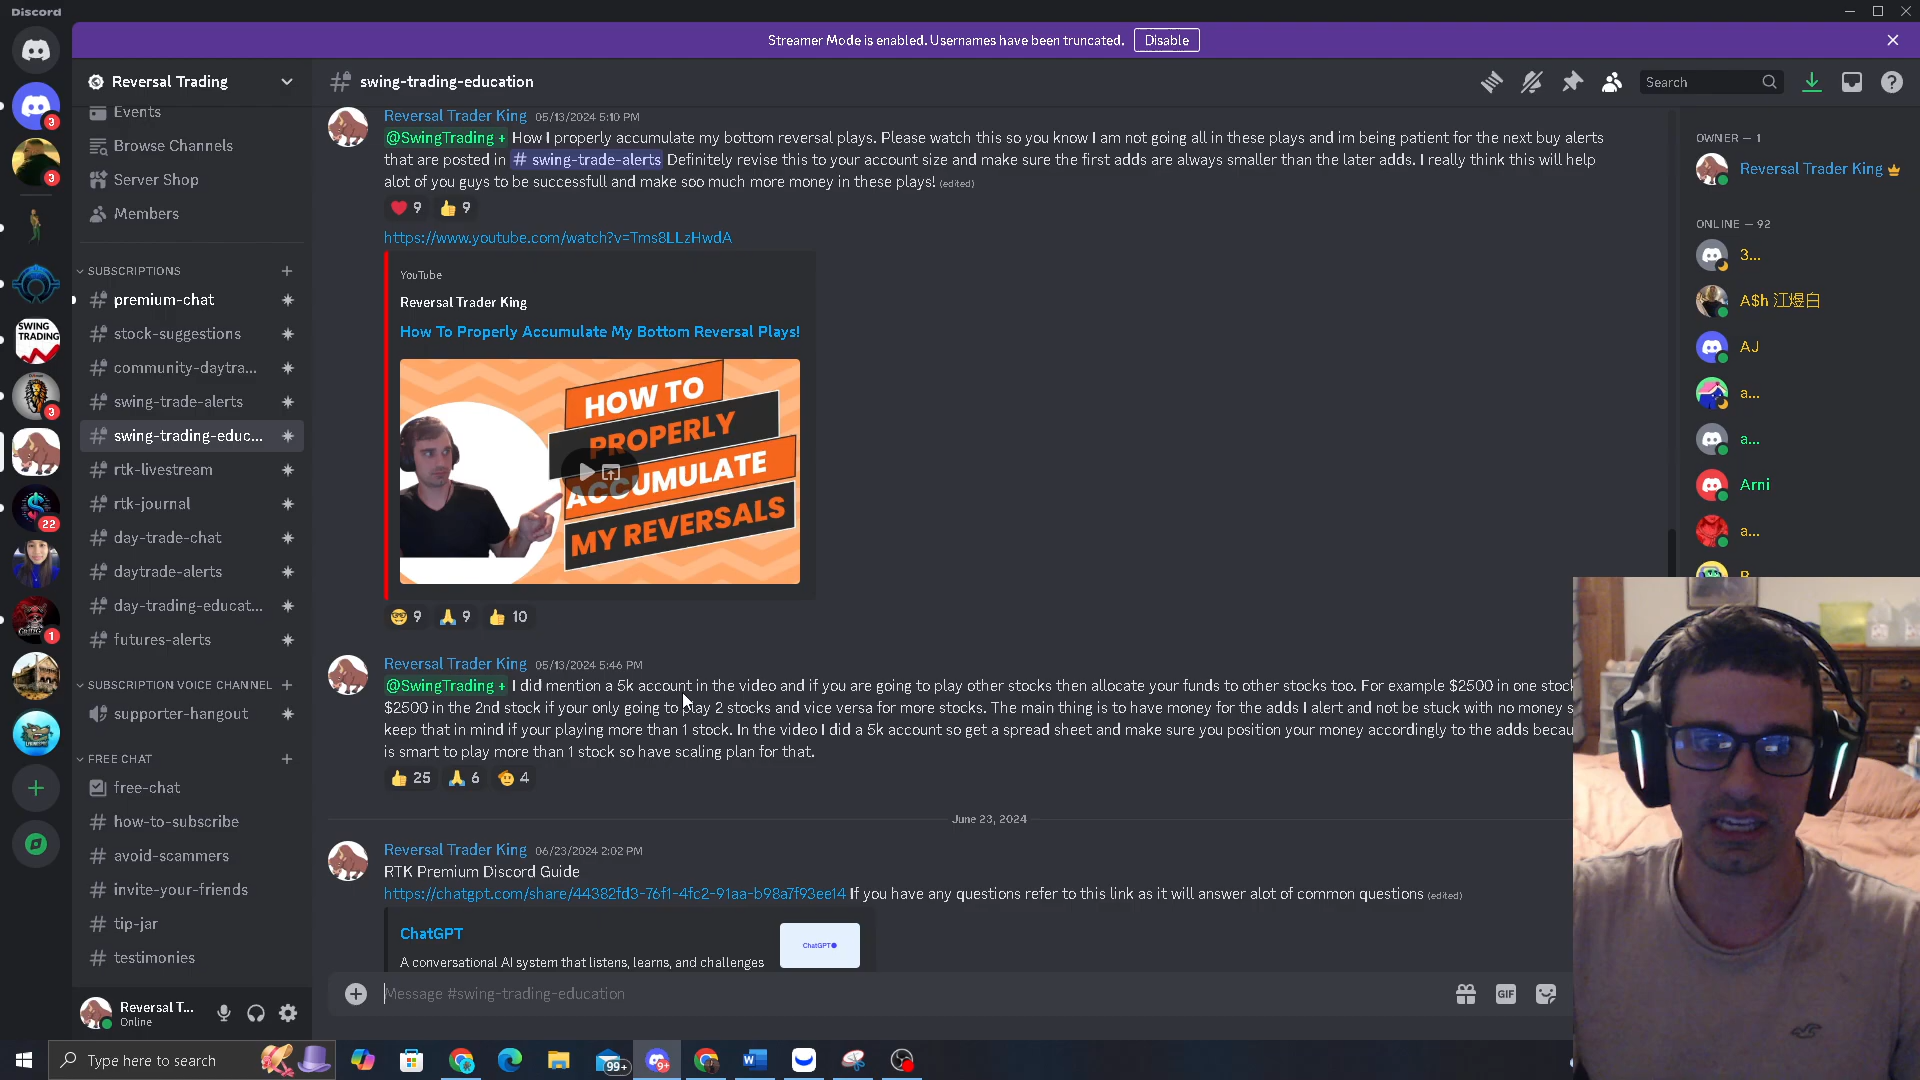 Discord
Streamer Mode is enabled. Usernames have been truncated.
Disable
Reversal Trading
Events
Browse Channels
Server Shop
Members
SUBSCRIPTIONS
premium-chat
stock-suggestions
community-daytra...
swing-trade-alerts
swing-trading-educ...
rtk-livestream
rtk-journal
day-trade-chat
daytrade-alerts
day-trading-educat...
futures-alerts
SUBSCRIPTION VOICE CHANNEL
supporter-hangout
FREE CHAT
free-chat
how-to-subscribe
avoid-scammers
invite-your-friends
tip-jar
testimonies
Reversal T...
Online
3
3
SWING
TRADING
3
22
1
swing-trading-education
Search
Reversal Trader King 05/13/2024 5:10 PM
@SwingTrading + How I properly accumulate my bottom reversal plays. Please watch this so you know I am not going all in these plays and im being patient for the next buy alerts
that are posted in # swing-trade-alerts Definitely revise this to your account size and make sure the first adds are always smaller than the later adds. I really think this will help
alot of you guys to be successfull and make soo much more money in these plays! (edited)
9 9
https://www.youtube.com/watch?v=Tms8LLzHwdA
YouTube
Reversal Trader King
How To Properly Accumulate My Bottom Reversal Plays!
HOW TO
PROPERLY
ACCUMULATE
MY REVERSALS
9 9 10
Reversal Trader King 05/13/2024 5:46 PM
@SwingTrading + I did mention a 5k account in the video and if you are going to play other stocks then allocate your funds to other stocks too. For example $2500 in one stock
$2500 in the 2nd stock if your only going to play 2 stocks and vice versa for more stocks. The main thing is to have money for the adds I alert and not be stuck with no money s
keep that in mind if your playing more than 1 stock. In the video I did a 5k account so get a spread sheet and make sure you position your money accordingly to the adds becau
is smart to play more than 1 stock so have scaling plan for that.
25 6 4
June 23, 2024
Reversal Trader King 06/23/2024 2:02 PM
RTK Premium Discord Guide
https://chatgpt.com/share/44382fd3-76f1-4fc2-91aa-b98a7f93ee14 If you have any questions refer to this link as it will answer alot of common questions (edited)
ChatGPT
ChatGPT
A conversational AI system that listens, learns, and challenges
Message #swing-trading-education
GIF
OWNER — 1
Reversal Trader King
ONLINE — 92
3...
A$h 江煜白
AJ
a...
a...
Arni
a...
Type here to search
99+
9+